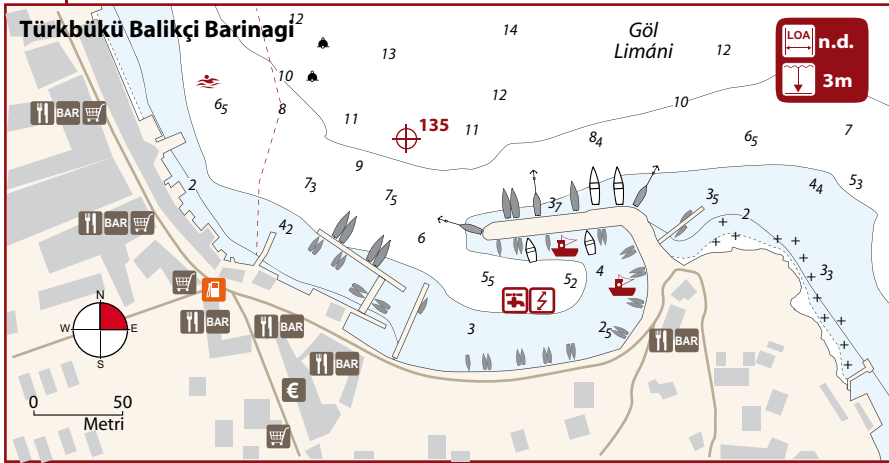 Türkbükü Balikçi Barinagi
12
14
Göl
Limáni
LOA
n.d.
3m
13
12
10
12
10
6₅
8
11
135
11
8₄
6₅
7
BAR
9
7₃
7₅
2
3₇
3₅
2
4₄
5₃
BAR
4₂
6
5₅
5₂
4
3₃
N
W
E
S
BAR
BAR
3
2₅
BAR
BAR
€
0
50
Metri